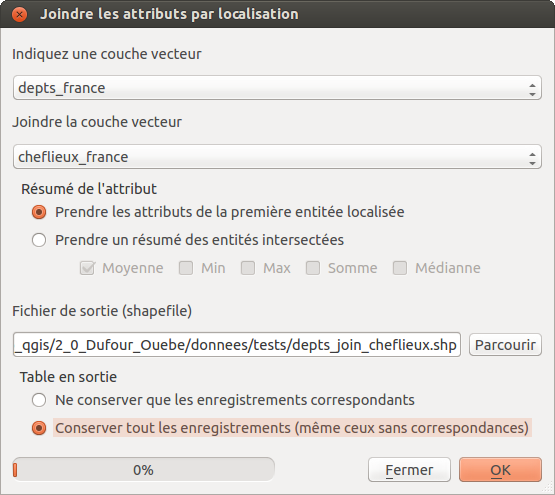 Joindre les attributs par localisation
Indiquez une couche vecteur
depts_france
Joindre la couche vecteur
cheflieux_france
Résumé de l'attribut
Prendre les attributs de la première entitée localisée
Prendre un résumé des entités intersectées
Moyenne Min Max Somme Médianne
Fichier de sortie (shapefile)
_qgis/2_0_Dufour_Ouebe/donnees/tests/depts_join_cheflieux.shp Parcourir
Table en sortie
Ne conserver que les enregistrements correspondants
Conserver tout les enregistrements (même ceux sans correspondances)
0% Fermer OK